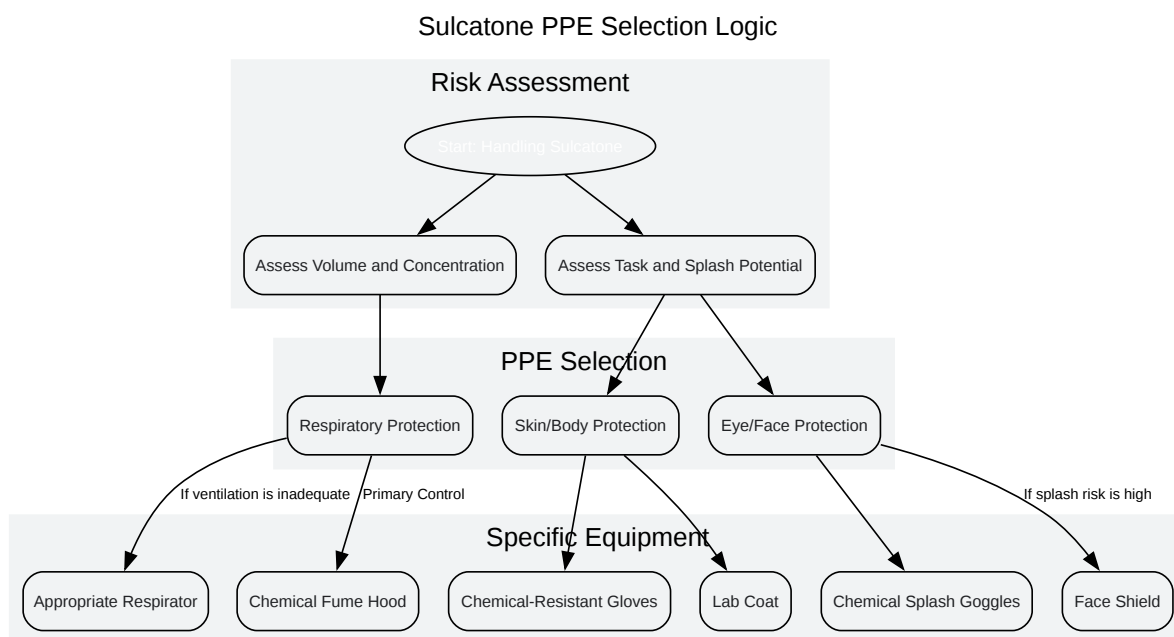 Sulcatone PPE Selection Logic
Risk Assessment
Start: Handling Sulcatone
Assess Volume and Concentration
Assess Task and Splash Potential
PPE Selection
Respiratory Protection
Skin/Body Protection
Eye/Face Protection
If ventilation is inadequate
Primary Control
If splash risk is high
Specific Equipment
Appropriate Respirator
Chemical Fume Hood
Chemical-Resistant Gloves
Lab Coat
Chemical Splash Goggles
Face Shield